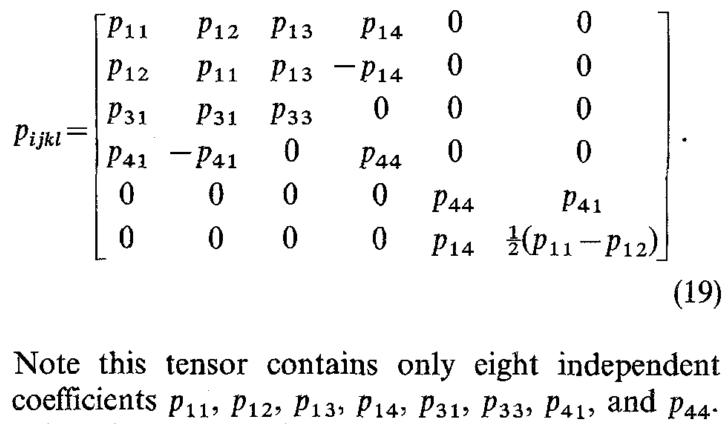 p₁₁ p₁₂ p₁₃ p₁₄ 0 0
p₁₂ p₁₁ p₁₃ −p₁₄ 0 0
p₃₁ p₃₁ p₃₃ 0 0 0
pᵢⱼₖₗ= p₄₁ −p₄₁ 0 p₄₄ 0 0 .
0 0 0 0 p₄₄ p₄₁
0 0 0 0 p₁₄ ½(p₁₁−p₁₂)
(19)
Note this tensor contains only eight independent
coefficients p₁₁, p₁₂, p₁₃, p₁₄, p₃₁, p₃₃, p₄₁, and p₄₄.